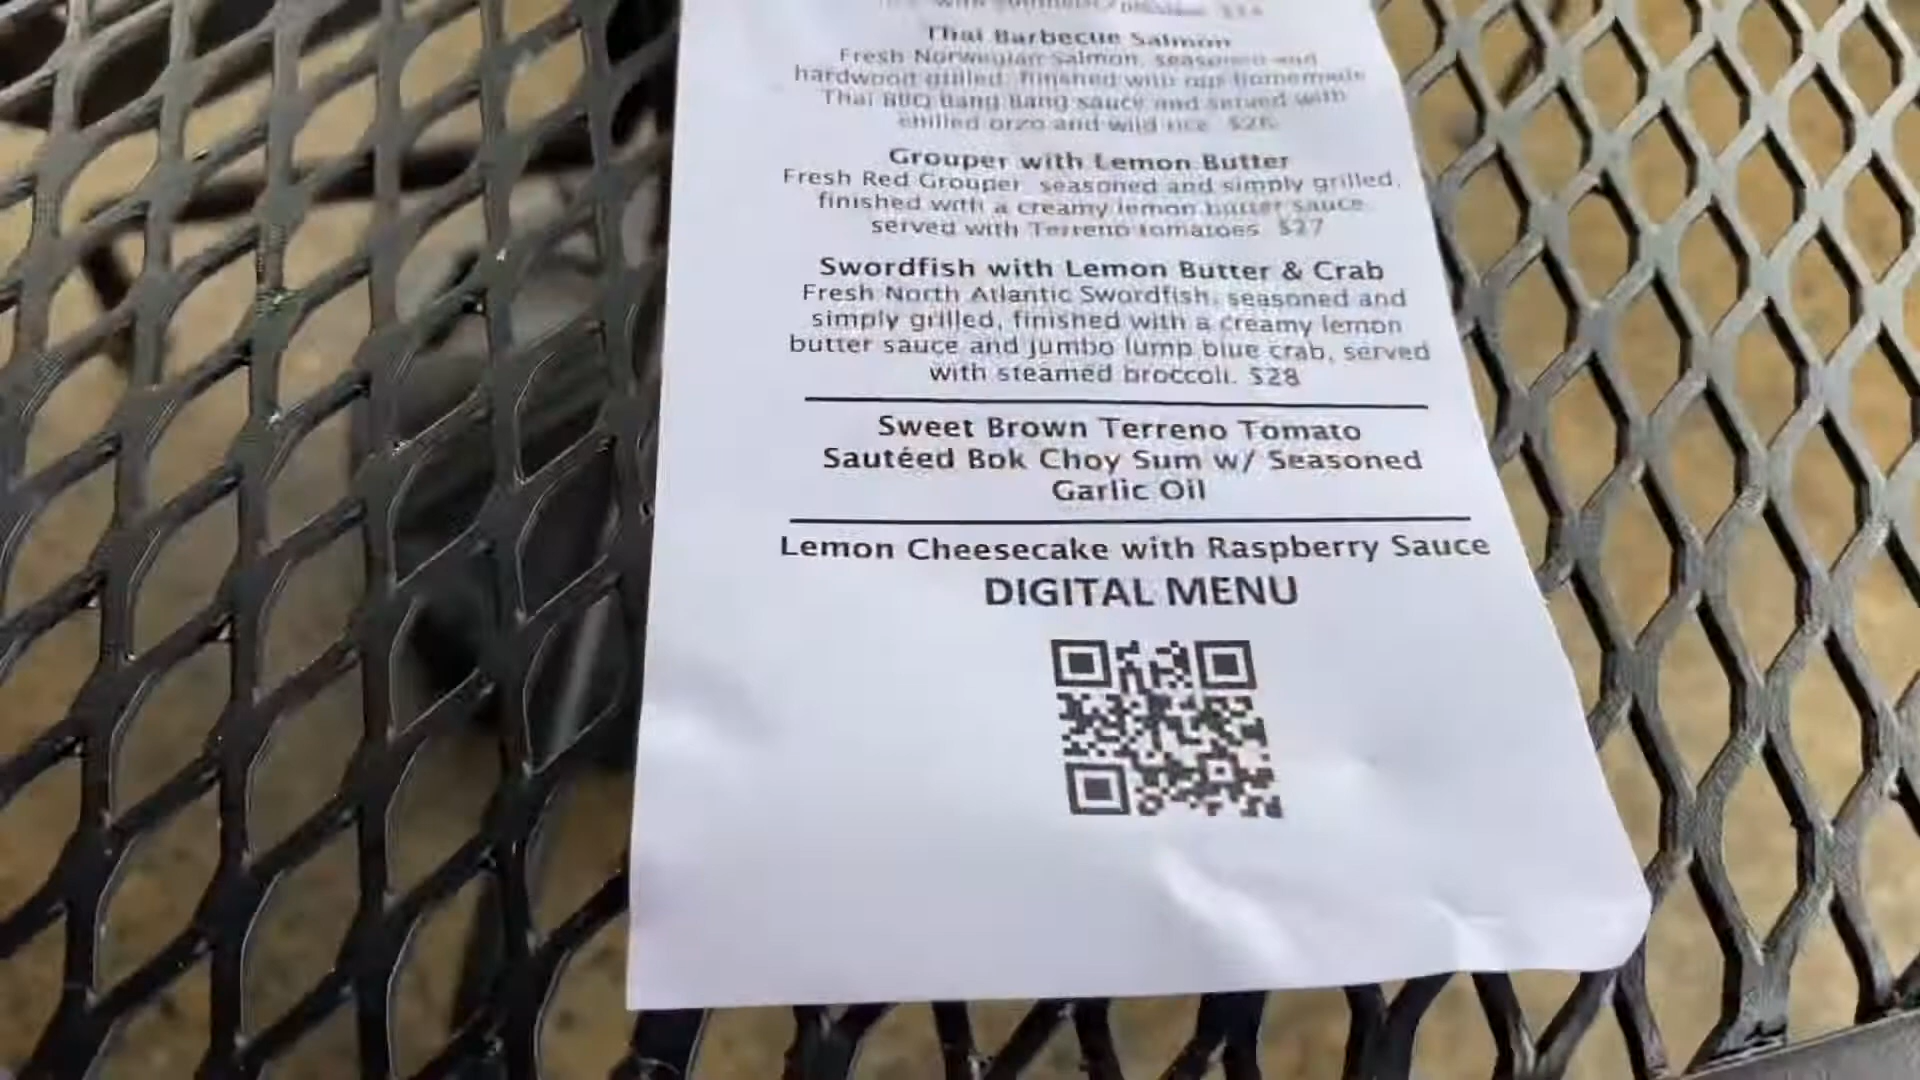 Thai Barbecue Salmon
Fresh Norwegian Salmon, seasoned and
hardwood grilled, finished with our homemade
Thai BBQ Bang Bang sauce and served with
chilled orzo and wild rice. $26
Grouper with Lemon Butter
Fresh Red Grouper, seasoned and simply grilled,
finished with a creamy lemon butter sauce,
served with Terreno tomatoes. $27
Swordfish with Lemon Butter & Crab
Fresh North Atlantic Swordfish, seasoned and
simply grilled, finished with a creamy lemon
butter sauce and jumbo lump blue crab, served
with steamed broccoli. $28
Sweet Brown Terreno Tomato
Sautéed Bok Choy Sum w/ Seasoned
Garlic Oil
Lemon Cheesecake with Raspberry Sauce
DIGITAL MENU